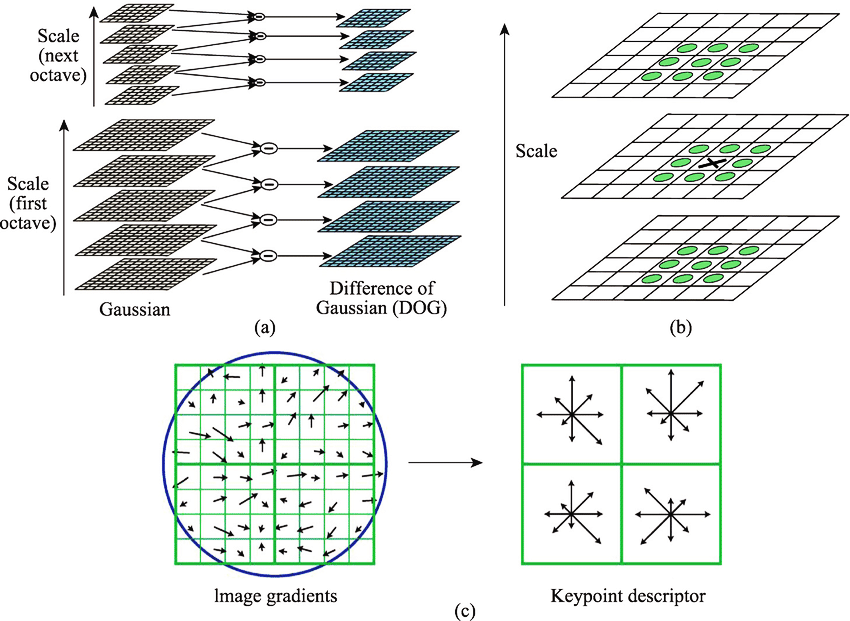 Scale
(next
octave)
Scale
(first
octave)
Gaussian
Difference of
Gaussian (DOG)
(a)
Scale
(b)
Image gradients
Keypoint descriptor
(c)